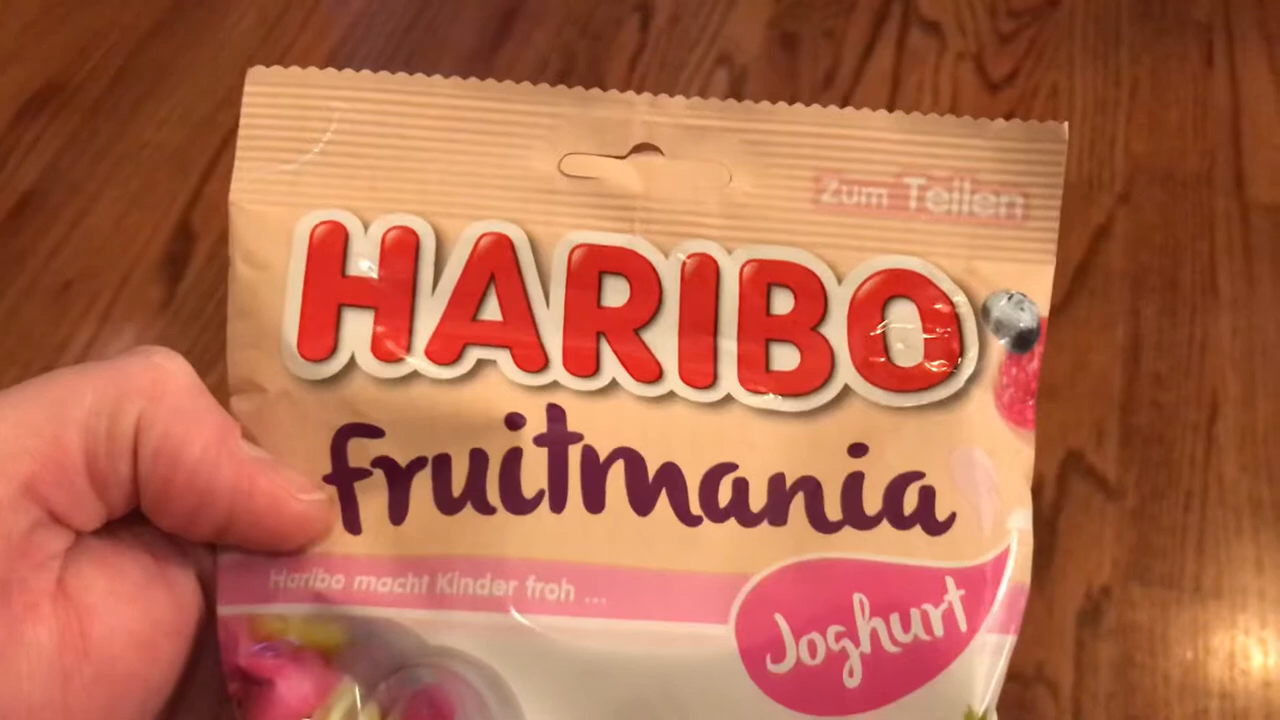 Zum Teilen
HARIBO
fruitmania
Haribo macht Kinder froh ...
Joghurt